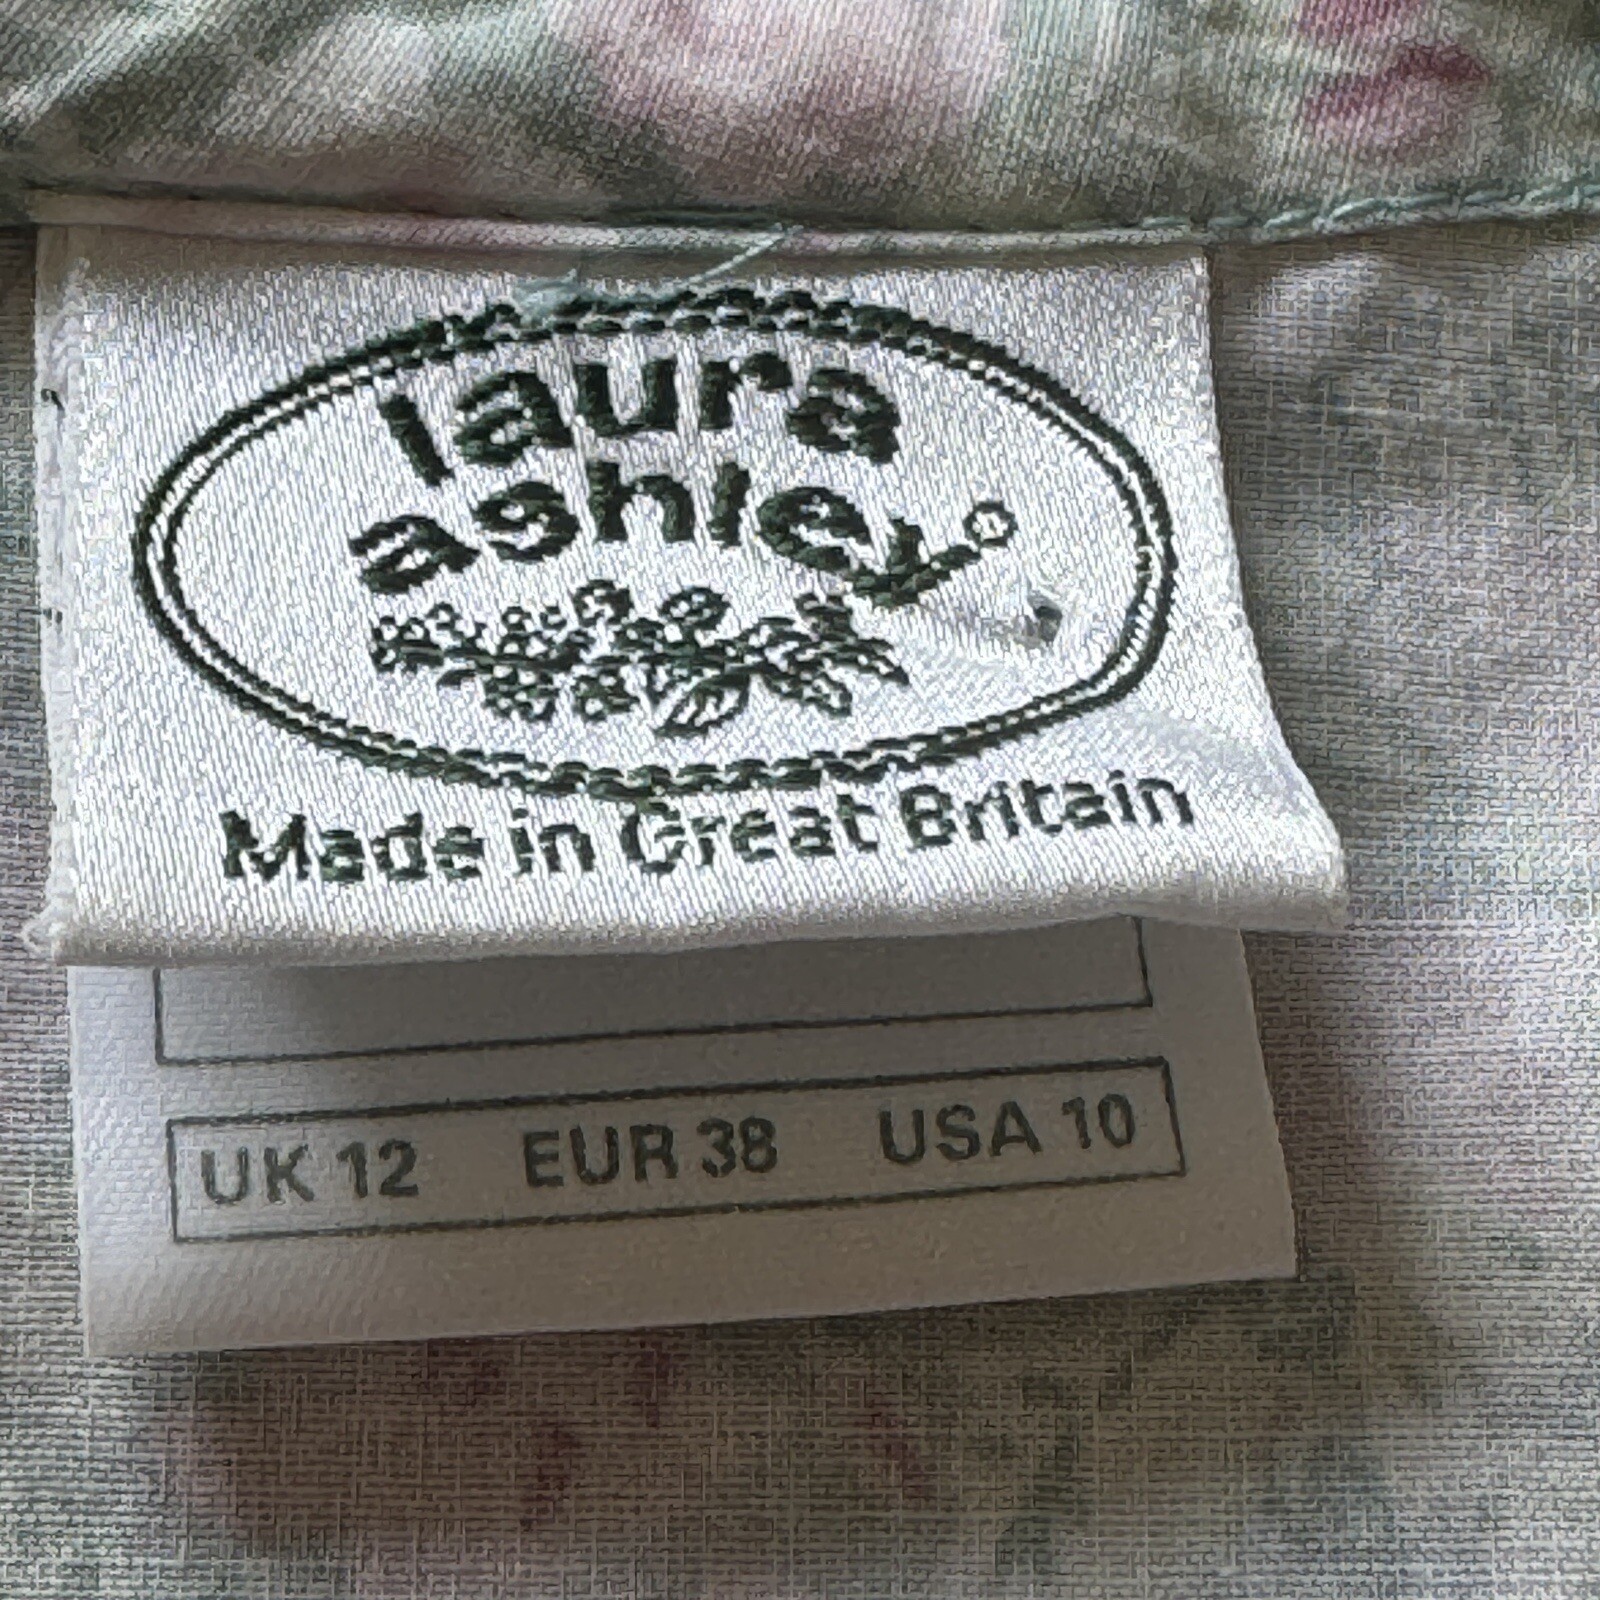 laura
ashley®
Made in Great Britain
UK 12 EUR 38 USA 10